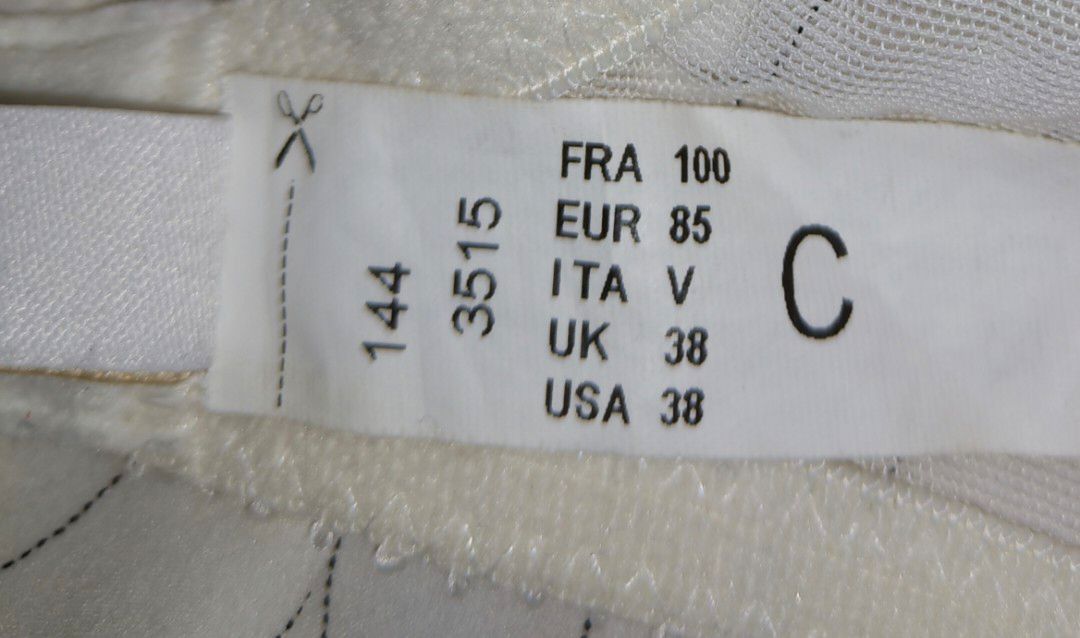 144
3515
FRA 100
EUR 85
ITA V
UK 38
USA 38
C